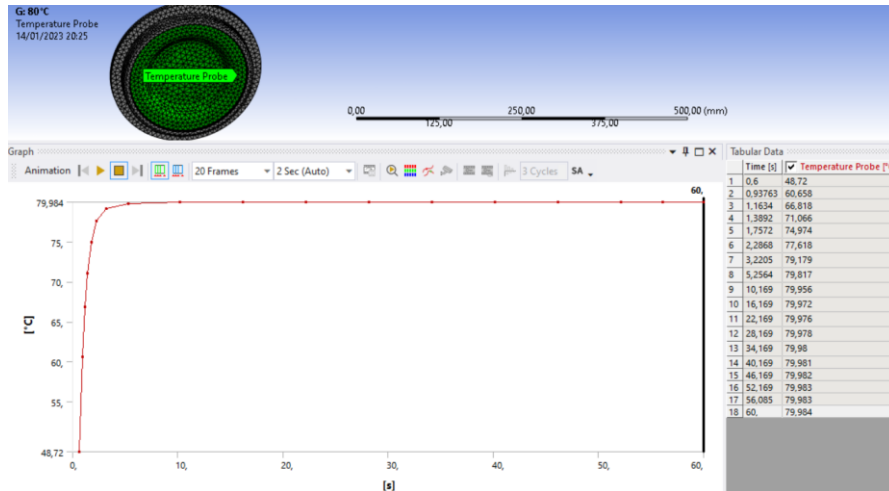 G: 80°C
Temperature Probe
14/01/2023 20:25
Temperature Probe
0,00 250,00 500,00 (mm)
125,00 375,00
Graph
Animation 20 Frames 2 Sec (Auto) 3 Cycles SA
60,
79,984
75,
70,
65,
60,
55,
48,72
[°C]
0, 10, 20, 30, 40, 50, 60,
[s]
Tabular Data
Time [s] Temperature Probe [°
1 0,6 48,72
2 0,93763 60,658
3 1,1634 66,818
4 1,3892 71,066
5 1,7572 74,974
6 2,2868 77,618
7 3,2205 79,179
8 5,2564 79,817
9 10,169 79,956
10 16,169 79,972
11 22,169 79,976
12 28,169 79,978
13 34,169 79,98
14 40,169 79,981
15 46,169 79,982
16 52,169 79,983
17 56,085 79,983
18 60, 79,984